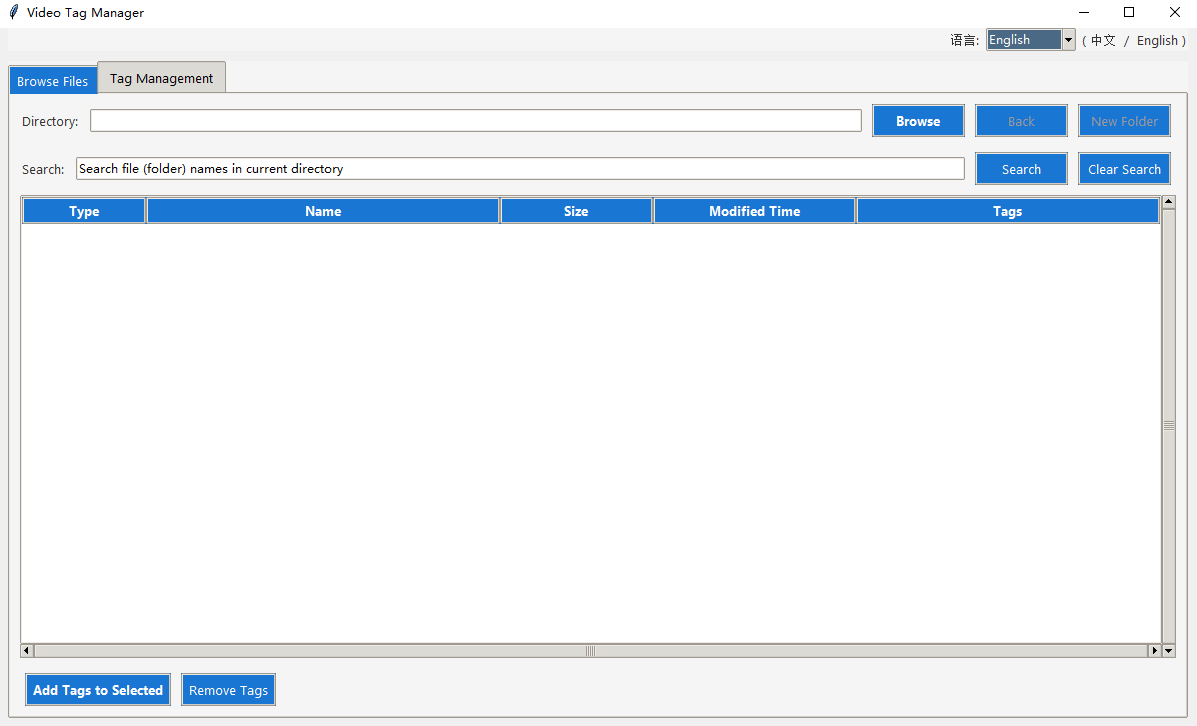 Video Tag Manager
语言: English ( 中文 / English )
Browse Files Tag Management
Directory: Browse Back New Folder
Search: Search file (folder) names in current directory Search Clear Search
Type Name Size Modified Time Tags
Add Tags to Selected Remove Tags